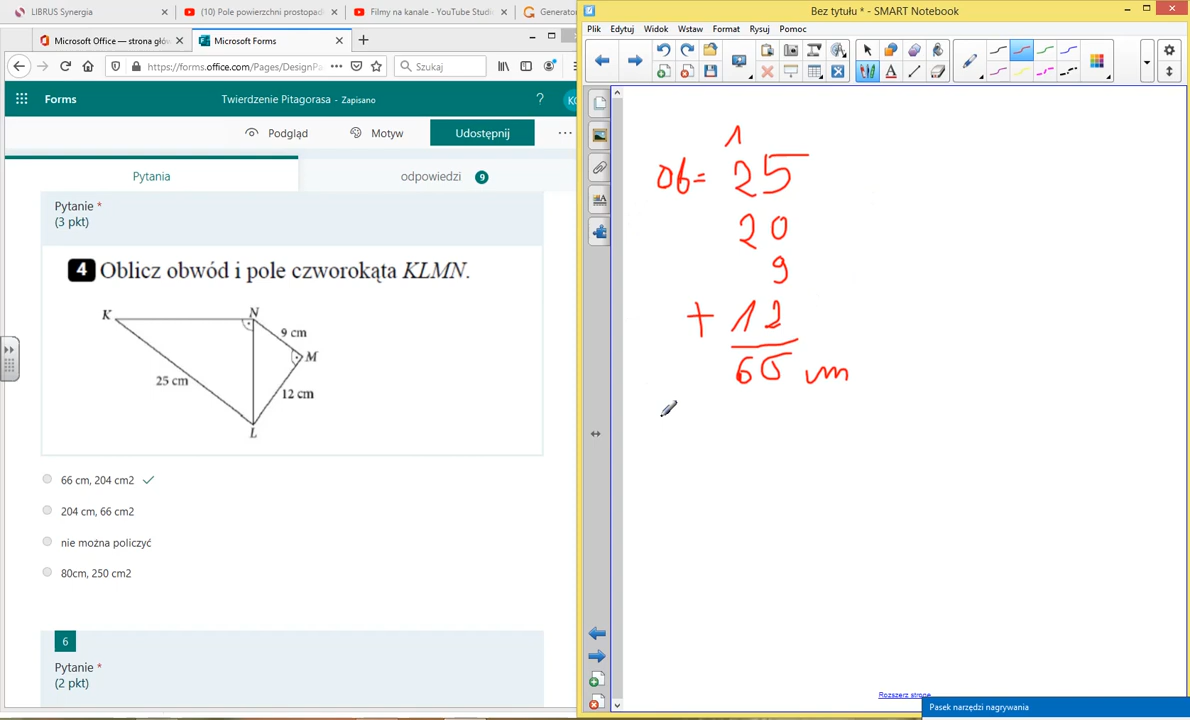 LIBRUS Synergia
(10) Pole powierzchni prostopad
Filmy na kanale - YouTube Studi
Generator
Microsoft Office — strona głów
Microsoft Forms
https://forms.office.com/Pages/DesignPa
Szukaj
Forms
Twierdzenie Pitagorasa - Zapisano
?
KC
Podgląd
Motyw
Udostępnij
Pytania
odpowiedzi 9
Pytanie *
(3 pkt)
4 Oblicz obwód i pole czworokąta KLMN.
K
N
9 cm
M
25 cm
12 cm
L
66 cm, 204 cm2
204 cm, 66 cm2
nie można policzyć
80cm, 250 cm2
6
Pytanie *
(2 pkt)
Bez tytułu * - SMART Notebook
Plik Edytuj Widok Wstaw Format Rysuj Pomoc
1
Ob= 25
20
9
+ 12
66 cm
Rozszerz stronę
Pasek narzędzi nagrywania